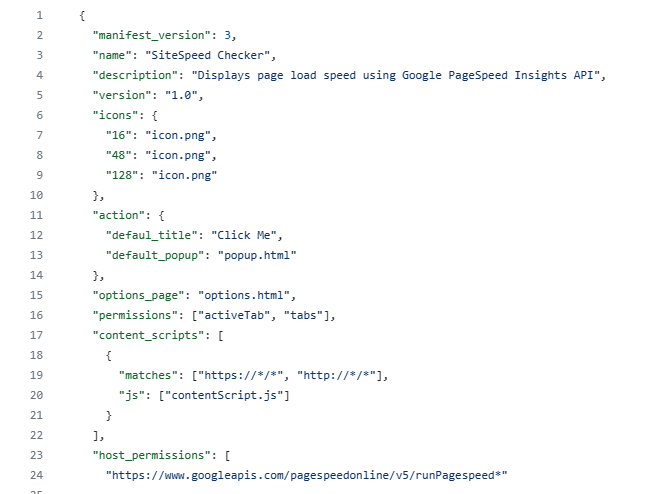 1 {
2 "manifest_version": 3,
3 "name": "SiteSpeed Checker",
4 "description": "Displays page load speed using Google PageSpeed Insights API",
5 "version": "1.0",
6 "icons": {
7 "16": "icon.png",
8 "48": "icon.png",
9 "128": "icon.png"
10 },
11 "action": {
12 "defaul_title": "Click Me",
13 "default_popup": "popup.html"
14 },
15 "options_page": "options.html",
16 "permissions": ["activeTab", "tabs"],
17 "content_scripts": [
18 {
19 "matches": ["https://*/*", "http://*/*"],
20 "js": ["contentScript.js"]
21 }
22 ],
23 "host_permissions": [
24 "https://www.googleapis.com/pagespeedonline/v5/runPagespeed*"